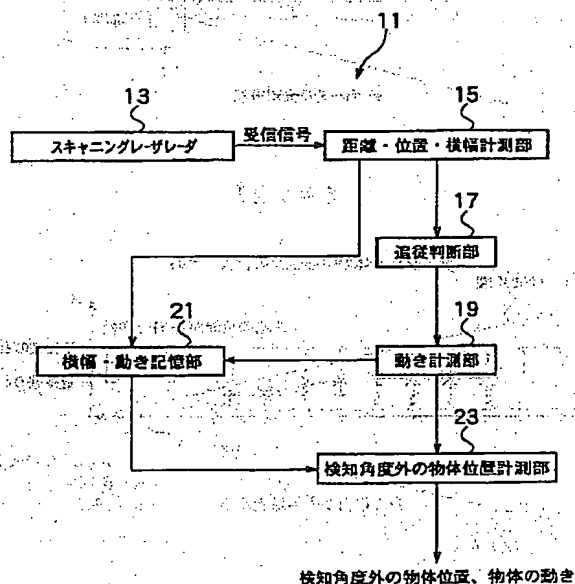 11
13
15
スキャニングレーザレーダ
受信信号
距離・位置・横幅計測部
17
追従判断部
21
19
横幅・動き記憶部
動き計測部
23
検知角度外の物体位置計測部
検知角度外の物体位置、物体の動き